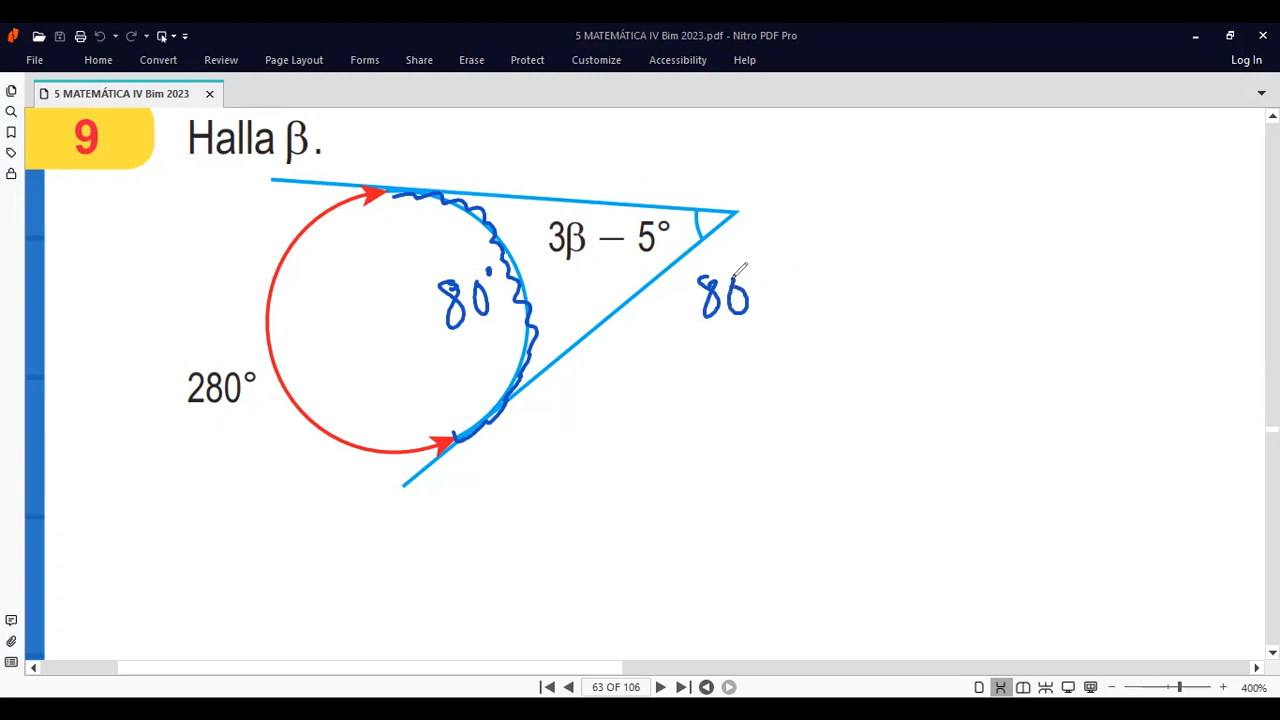 5 MATEMÁTICA IV Bim 2023.pdf - Nitro PDF Pro
File Home Convert Review Page Layout Forms Share Erase Protect Customize Accessibility Help Log In
5 MATEMÁTICA IV Bim 2023
9 Halla β.
3β – 5°
80° 80
280°
63 OF 106
400%